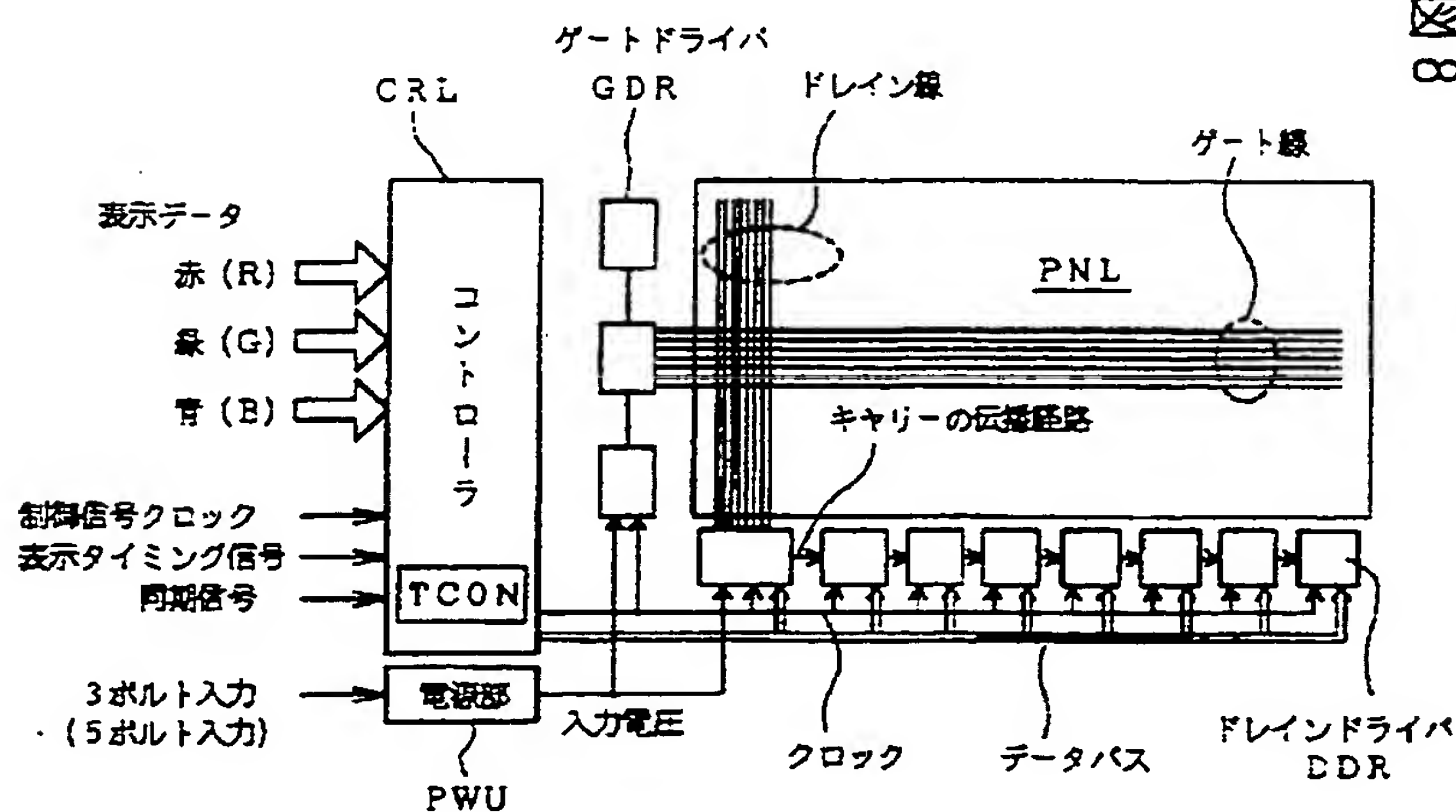 図8
ゲートドライバ
GDR
CRL
ドレイン線
ゲート線
表示データ
赤 (R)
緑 (G)
青 (B)
コントローラ
PNL
キャリーの伝播経路
制御信号クロック
表示タイミング信号
同期信号
TCON
3ボルト入力
(5ボルト入力)
電源部
入力電圧
PWU
クロック
データバス
ドレインドライバ
DDR